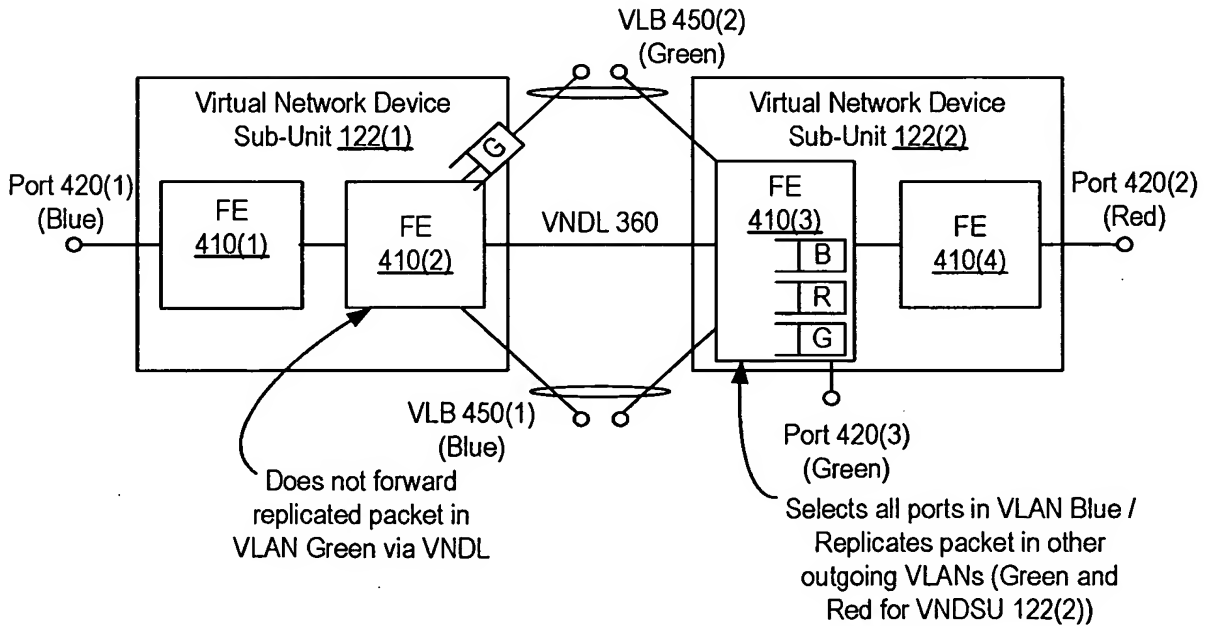 VLB 450(2)
(Green)
Virtual Network Device
Sub-Unit 122(1)
Virtual Network Device
Sub-Unit 122(2)
G
Port 420(1)
(Blue)
FE
410(1)
FE
410(2)
VNDL 360
FE
410(3)
B
R
G
FE
410(4)
Port 420(2)
(Red)
VLB 450(1)
(Blue)
Port 420(3)
(Green)
Does not forward
replicated packet in
VLAN Green via VNDL
Selects all ports in VLAN Blue /
Replicates packet in other
outgoing VLANs (Green and
Red for VNDSU 122(2))